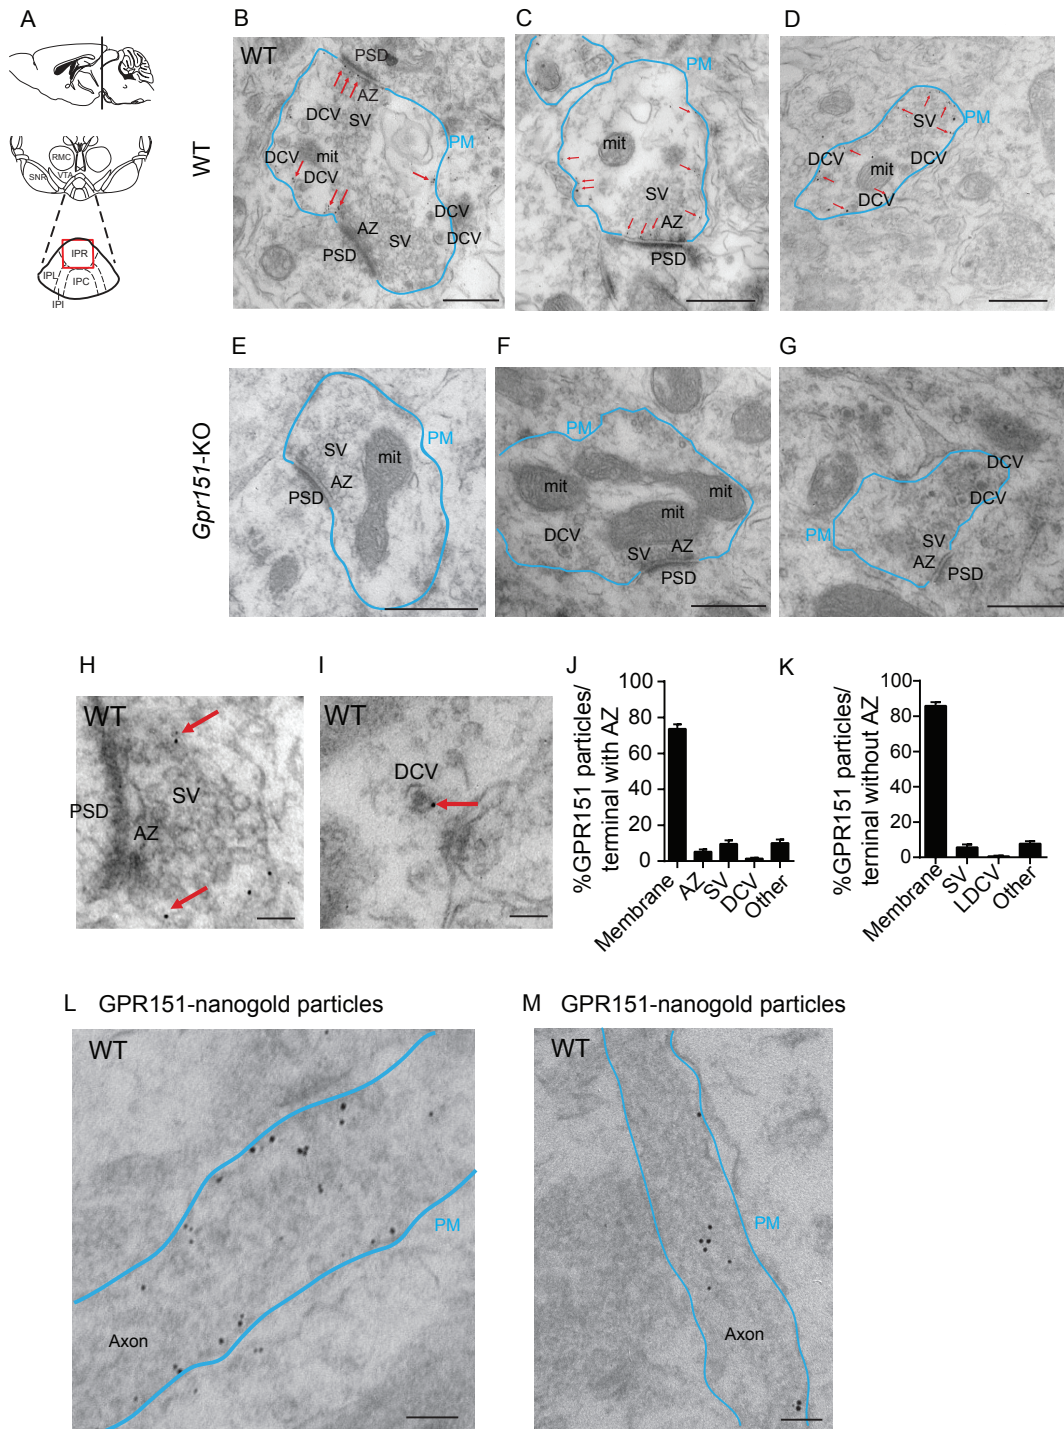 A
RMC
SNR
VTA
IPR
IPL
IPC
IPI
WT
B
WT
PSD
AZ
DCV
SV
PM
DCV
mit
DCV
DCV
AZ
SV
DCV
PSD
C
PM
mit
SV
AZ
PSD
D
SV
PM
DCV
DCV
mit
DCV
Gpr151-KO
E
PM
SV
mit
AZ
PSD
F
PM
mit
mit
mit
DCV
SV
AZ
PSD
G
DCV
DCV
PM
SV
AZ
PSD
H
WT
SV
PSD
AZ
I
WT
DCV
J
%GPR151 particles/
terminal with AZ
100
80
60
40
20
0
Membrane
AZ
SV
DCV
Other
K
%GPR151 particles/
terninal without AZ
100
80
60
40
20
0
Membrane
SV
LDCV
Other
L GPR151-nanogold particles
WT
PM
Axon
M GPR151-nanogold particles
WT
PM
Axon